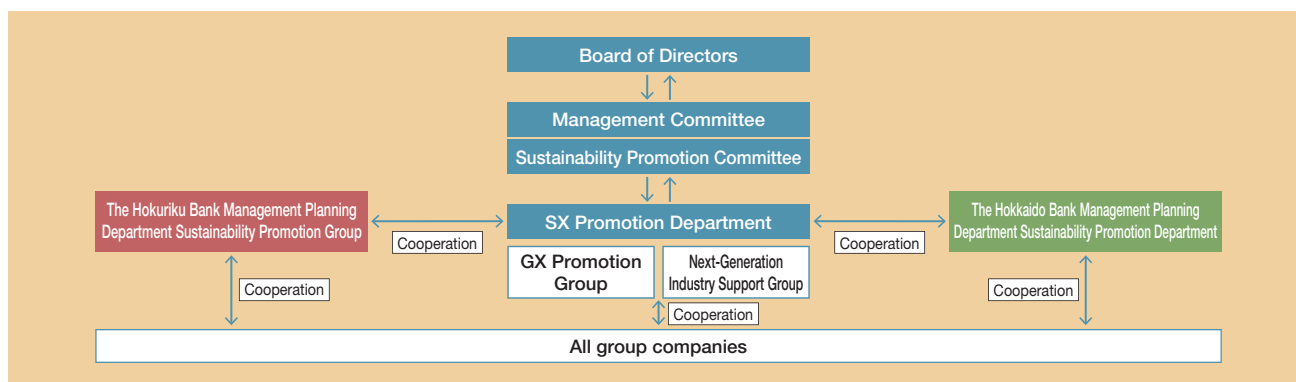 Board of Directors
Management Committee
Sustainability Promotion Committee
The Hokuriku Bank Management Planning
Department Sustainability Promotion Group
Cooperation
SX Promotion Department
Cooperation
The Hokkaido Bank Management Planning
Department Sustainability Promotion Department
GX Promotion
Group
Next-Generation
Industry Support Group
Cooperation
Cooperation
Cooperation
All group companies